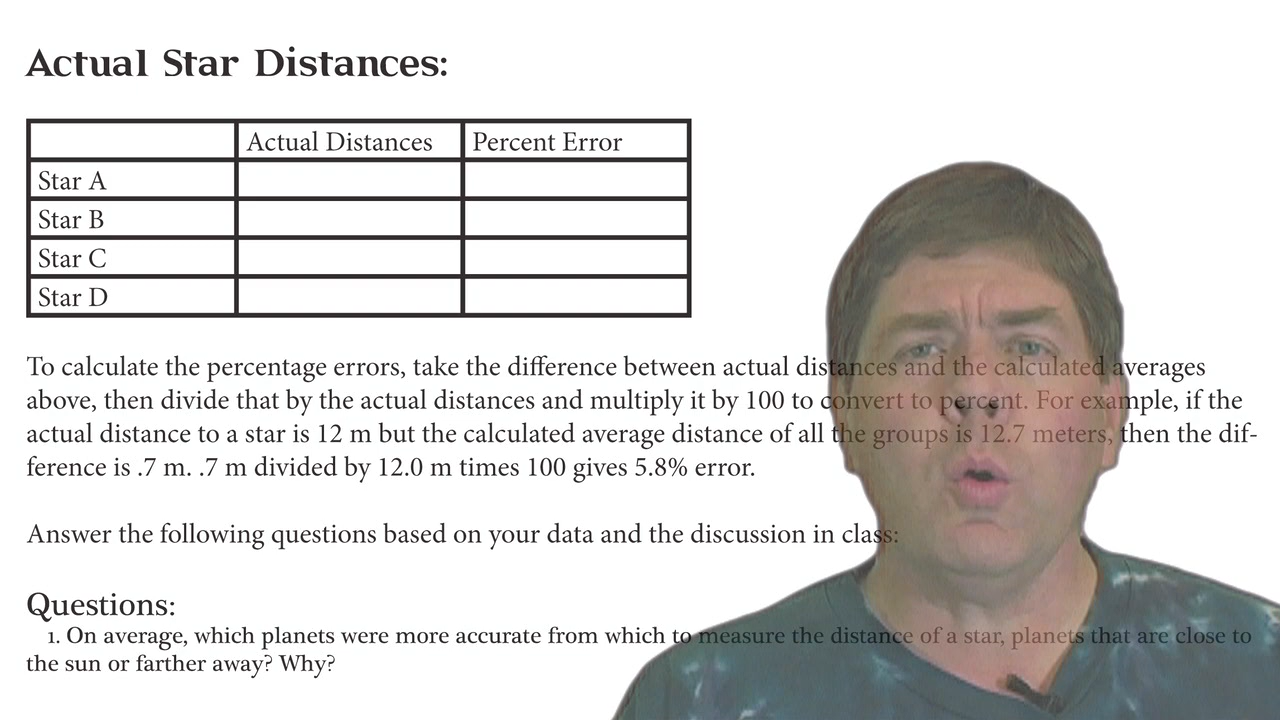 Actual Star Distances:
Actual Distances Percent Error
Star A
Star B
Star C
Star D
To calculate the percentage errors, take the difference between actual distances and the calculated averages
above, then divide that by the actual distances and multiply it by 100 to convert to percent. For example, if the
actual distance to a star is 12 m but the calculated average distance of all the groups is 12.7 meters, then the dif-
ference is .7 m. .7 m divided by 12.0 m times 100 gives 5.8% error.
Answer the following questions based on your data and the discussion in class:
Questions:
1. On average, which planets were more accurate from which to measure the distance of a star, planets that are close to
the sun or farther away? Why?